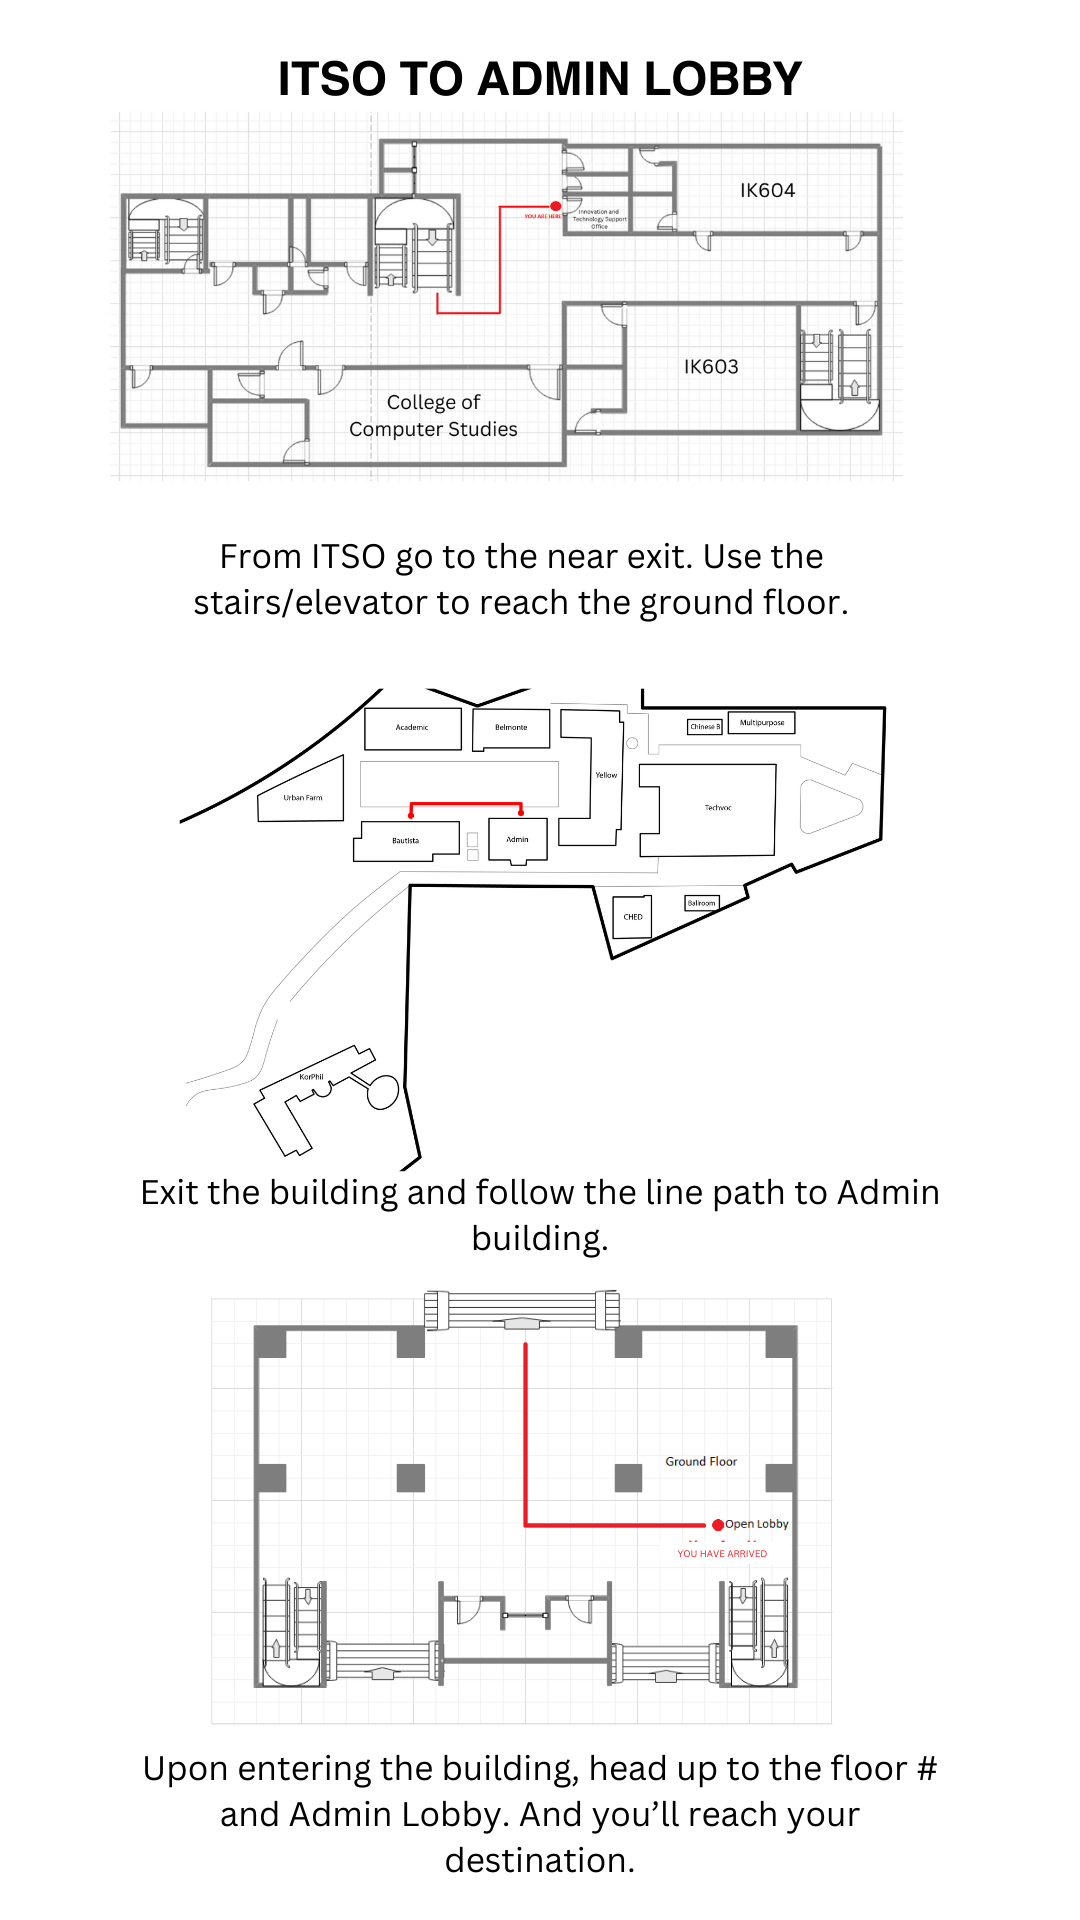 ITSO TO ADMIN LOBBY
IK604
YOU ARE HERE
Innovation and
Technology Support
Office
IK603
College of
Computer Studies
From ITSO go to the near exit. Use the
stairs/elevator to reach the ground floor.
Academic
Belmonte
Chinese B
Multipurpose
Yellow
Urban Farm
Techvoc
Bautista
Admin
CHED
Ballroom
KorPhil
Exit the building and follow the line path to Admin
building.
Ground Floor
Open Lobby
YOU HAVE ARRIVED
Upon entering the building, head up to the floor #
and Admin Lobby. And you’ll reach your
destination.